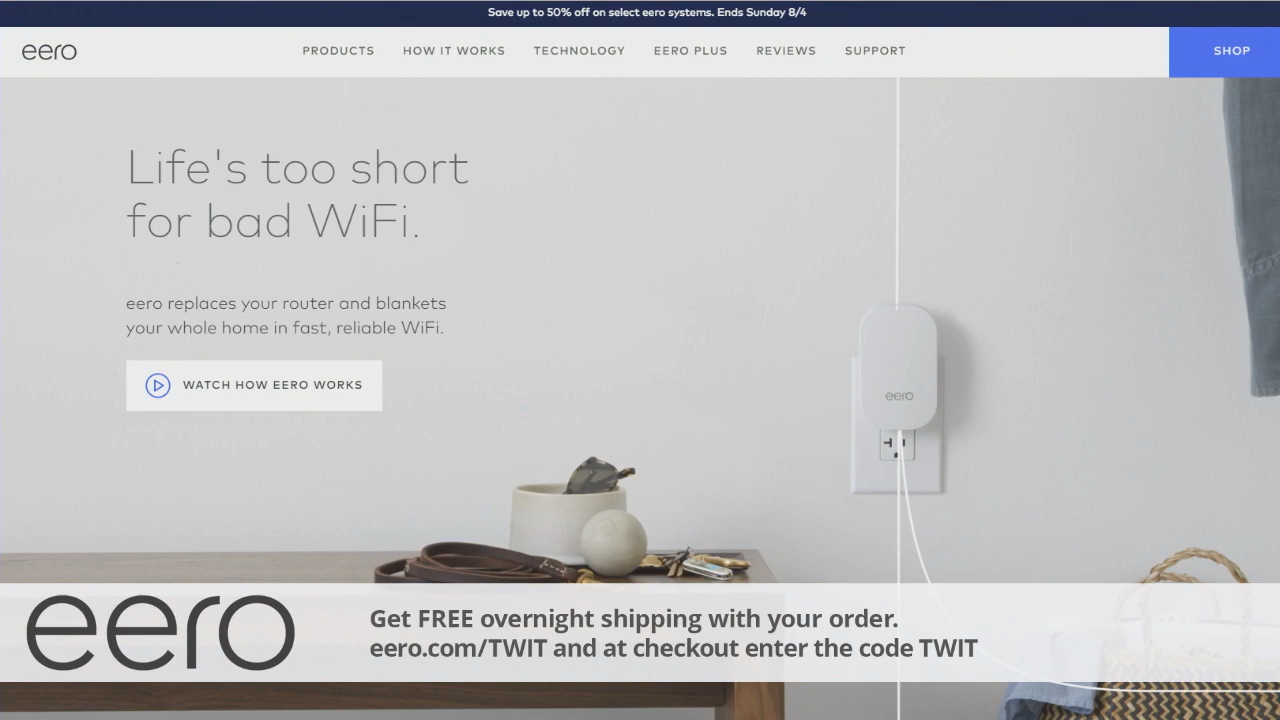 Save up to 50% off on select eero systems. Ends Sunday 8/4
eero
PRODUCTS HOW IT WORKS TECHNOLOGY EERO PLUS REVIEWS SUPPORT
SHOP
Life's too short
for bad WiFi.
eero replaces your router and blankets
your whole home in fast, reliable WiFi.
WATCH HOW EERO WORKS
eero
eero
Get FREE overnight shipping with your order.
eero.com/TWIT and at checkout enter the code TWIT